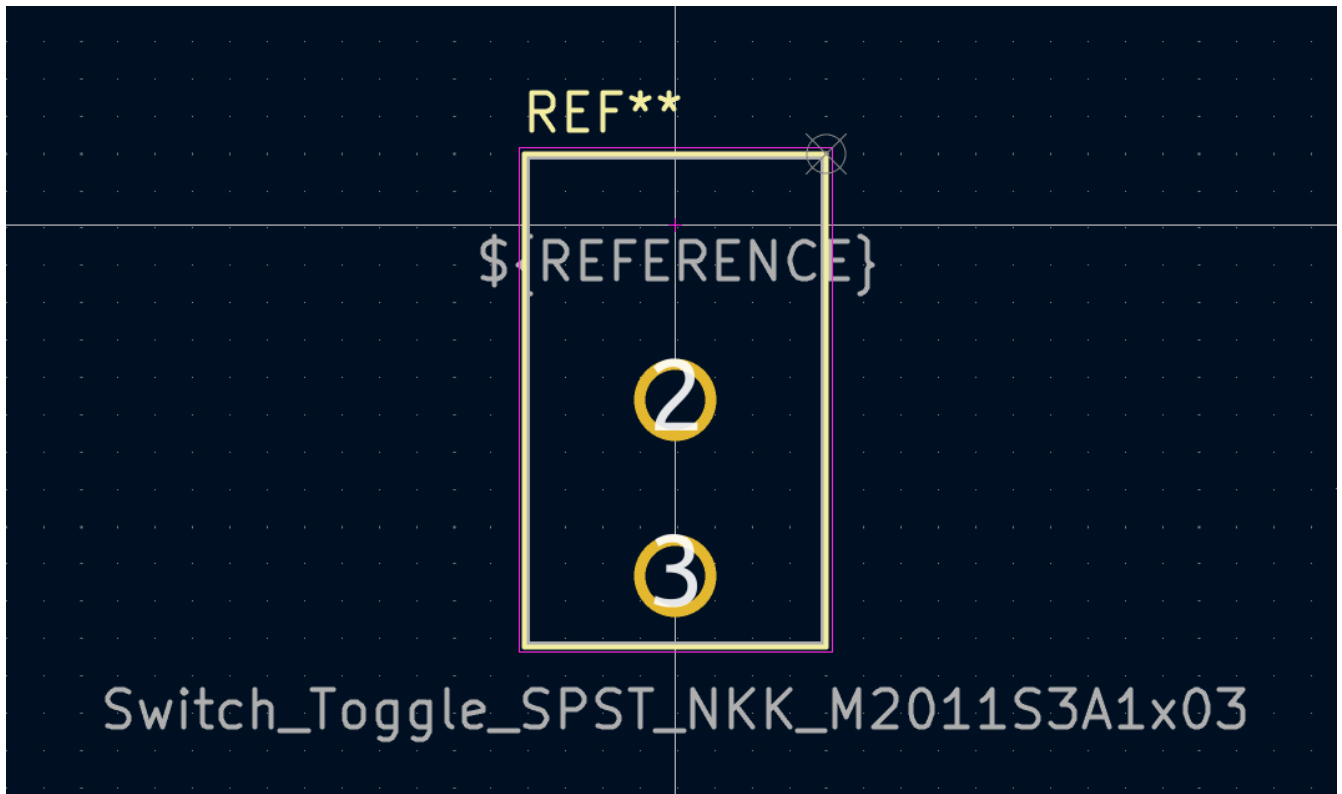 REF**
${REFERENCE}
2
3
Switch_Toggle_SPST_NKK_M2011S3A1x03